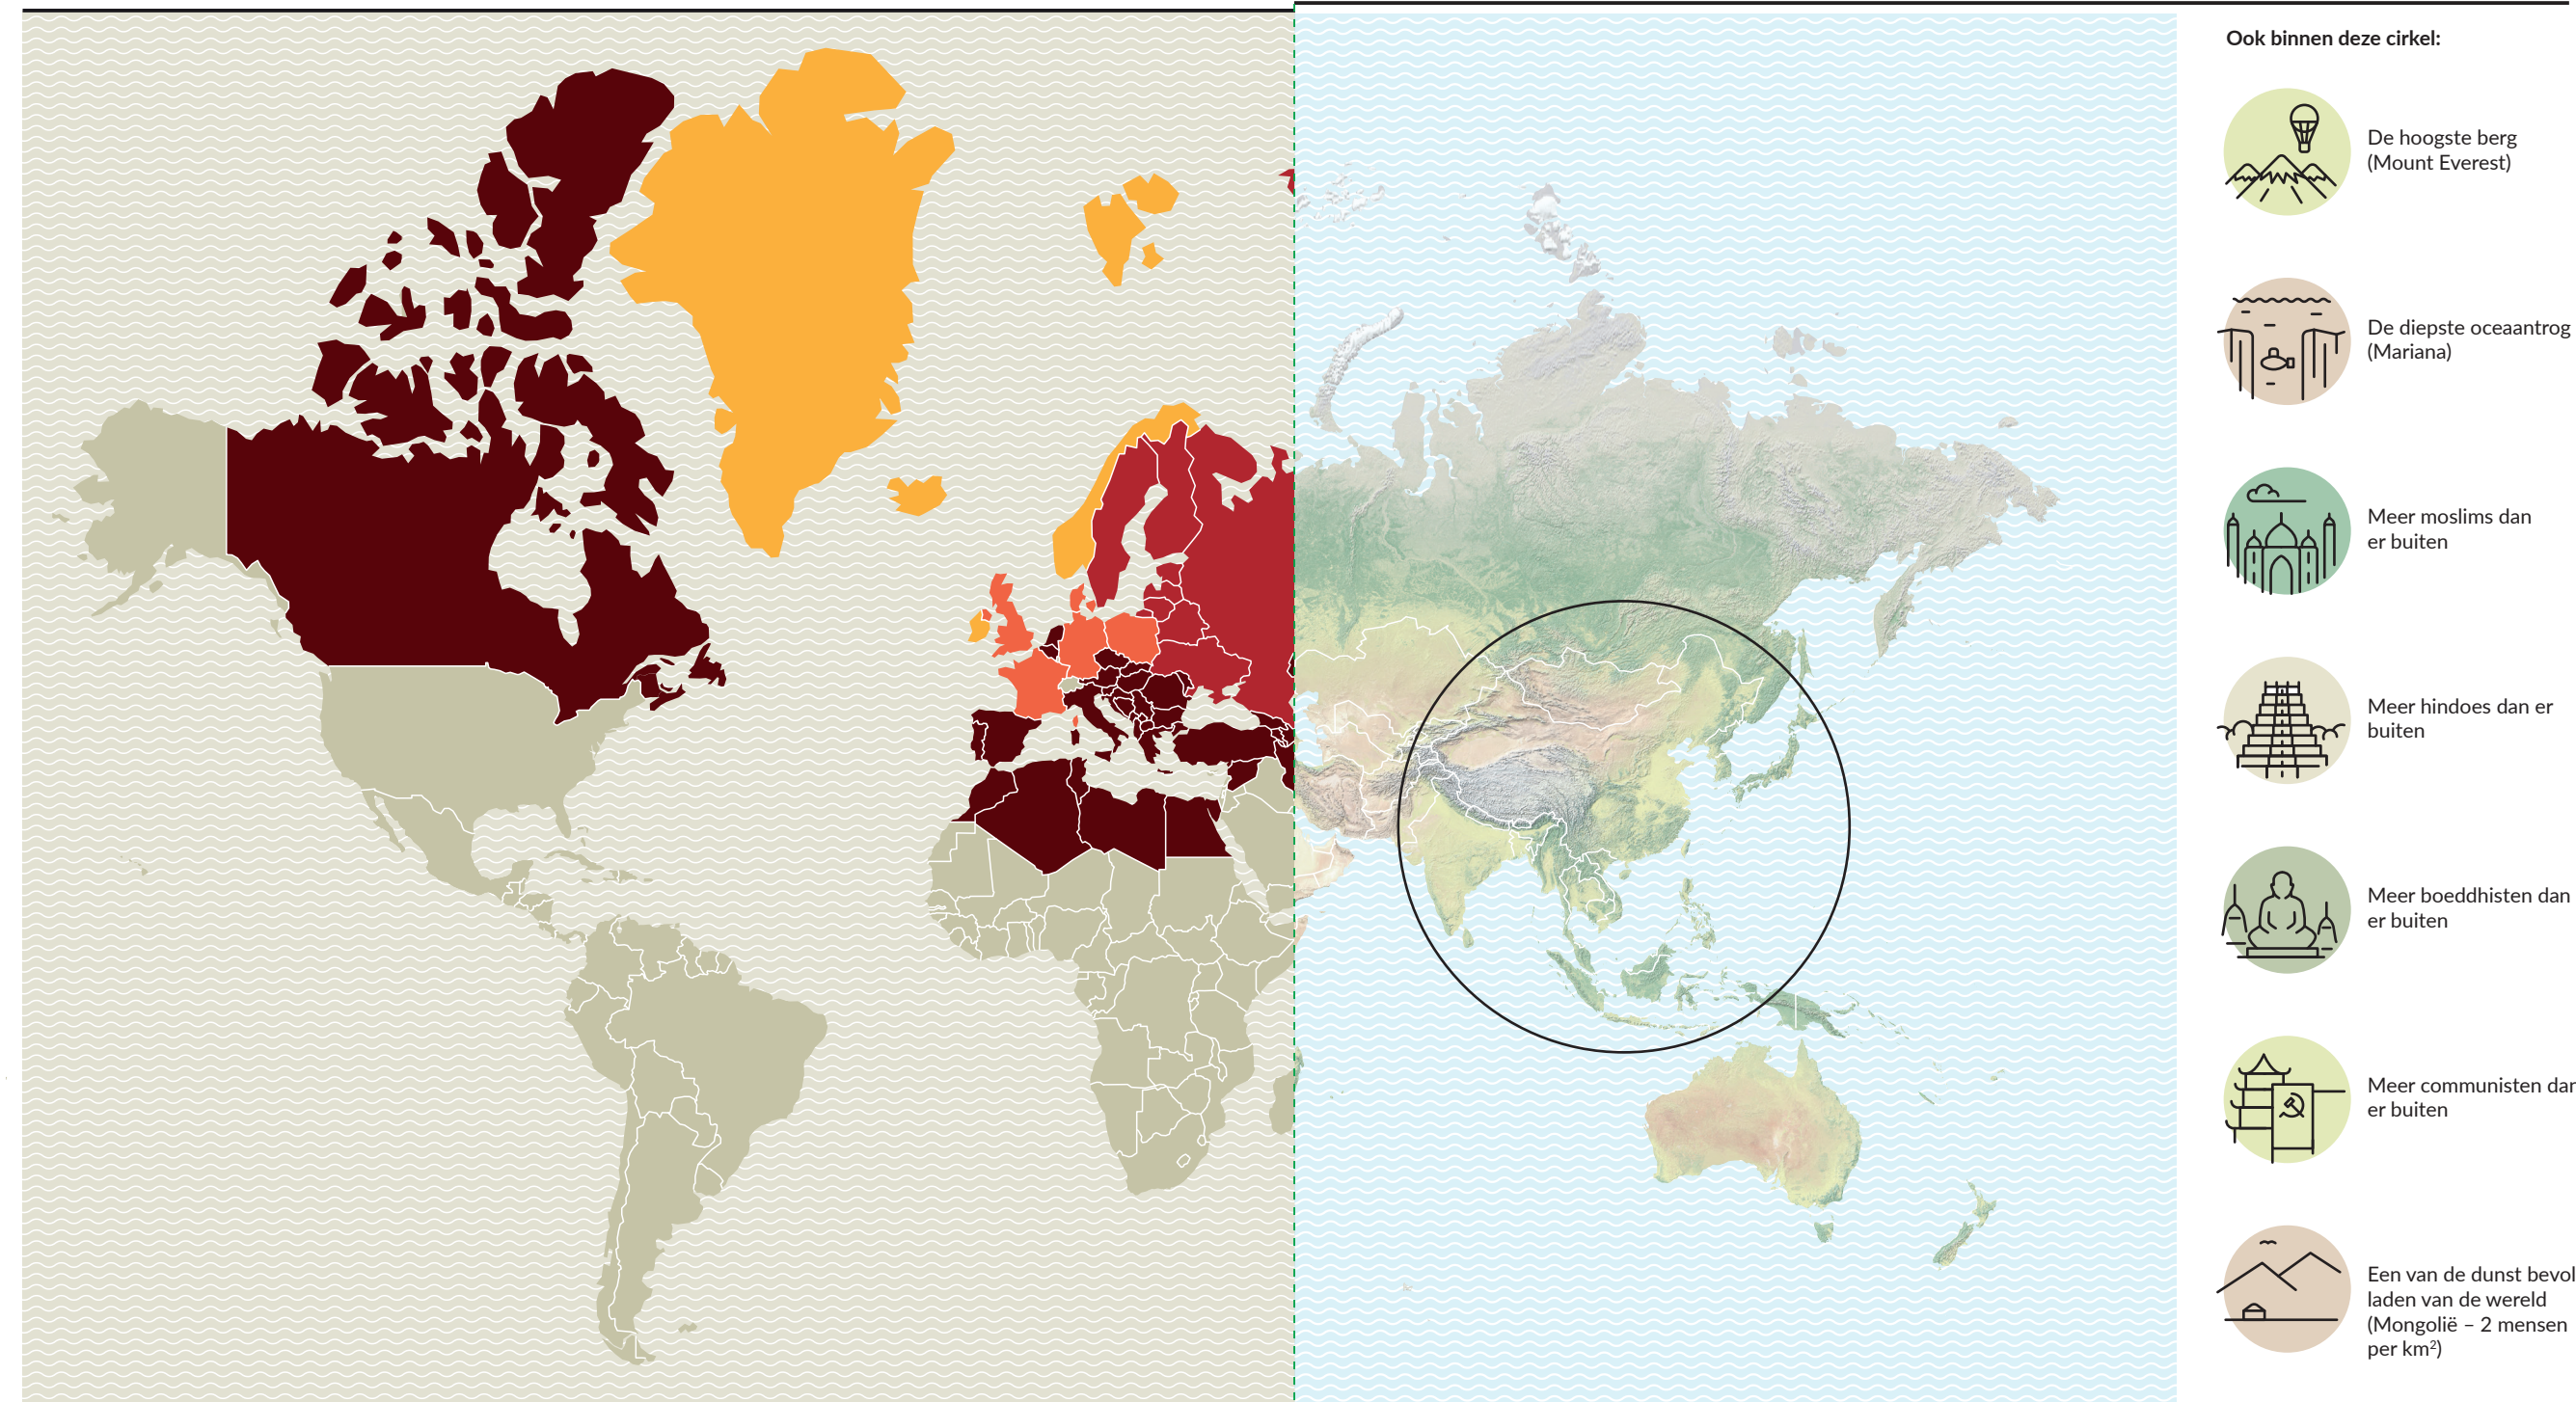 Ook binnen deze cirkel:
De hoogste berg
(Mount Everest)
De diepste oceaantrog
(Mariana)
Meer moslims dan
er buiten
Meer hindoes dan er
buiten
Meer boeddhisten dan
er buiten
Meer communisten dan
er buiten
Een van de dunst bevol
laden van de wereld
(Mongolië – 2 mensen
per km²)